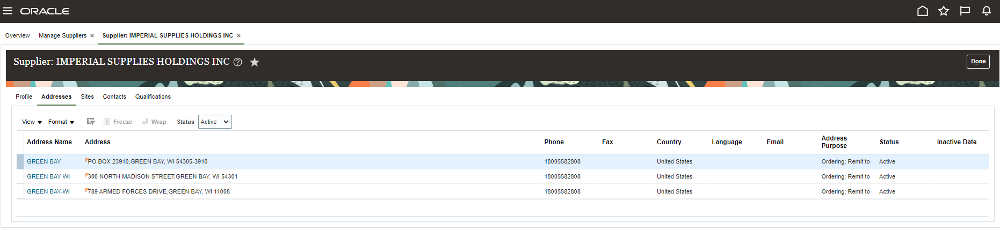 ORACLE
Overview Manage Suppliers × Supplier: IMPERIAL SUPPLIES HOLDINGS INC ×
Supplier: IMPERIAL SUPPLIES HOLDINGS INC ?
Done
Profile Addresses Sites Contacts Qualifications
View Format Freeze Wrap Status Active
Address Name Address Phone Fax Country Language Email Address Purpose Status Inactive Date
GREEN BAY PO BOX 23910,GREEN BAY, WI 54305-3910 18005582808 United States Ordering; Remit to Active
GREEN BAY WI 300 NORTH MADISON STREET,GREEN BAY, WI 54301 18005582808 United States Ordering; Remit to Active
GREEN BAY-WI 789 ARMED FORCES DRIVE,GREEN BAY, WI 11008 18005582808 United States Ordering; Remit to Active